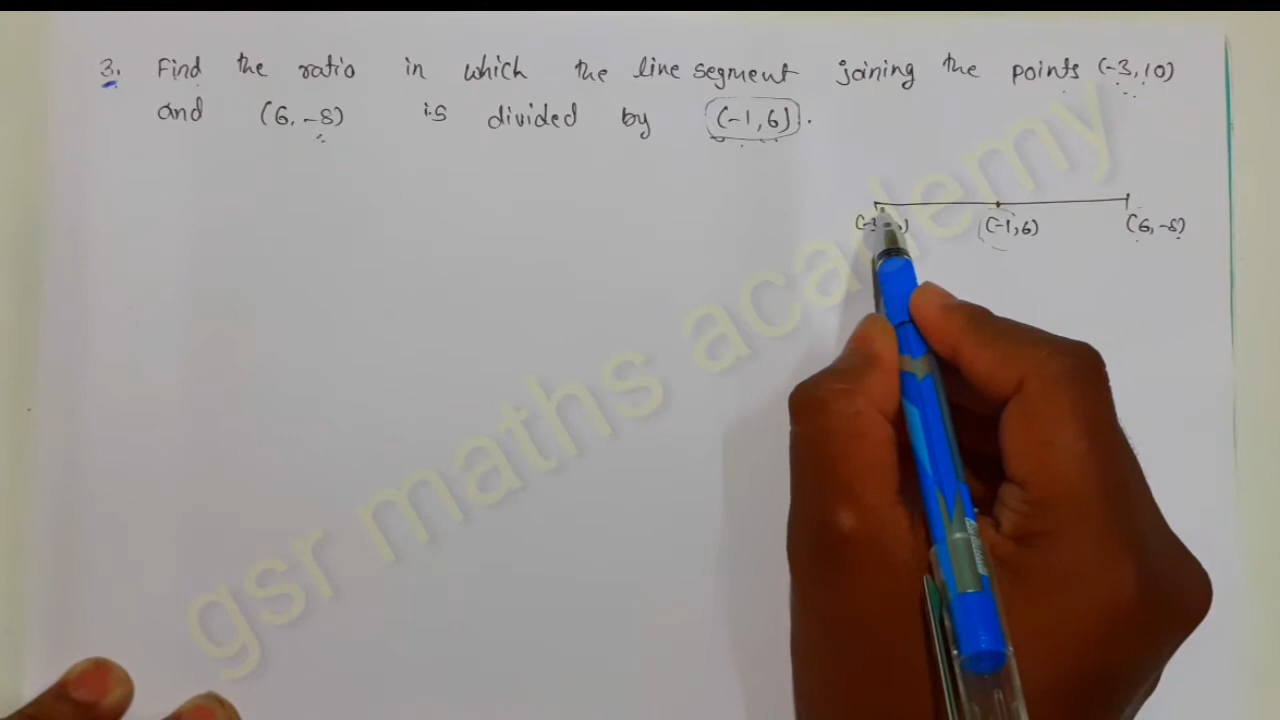 3. Find the ratio in which the line segment joining the points (-3,10)
and (6,-8) is divided by (-1,6).
(-1,6) (6,-8)
gsr maths academy